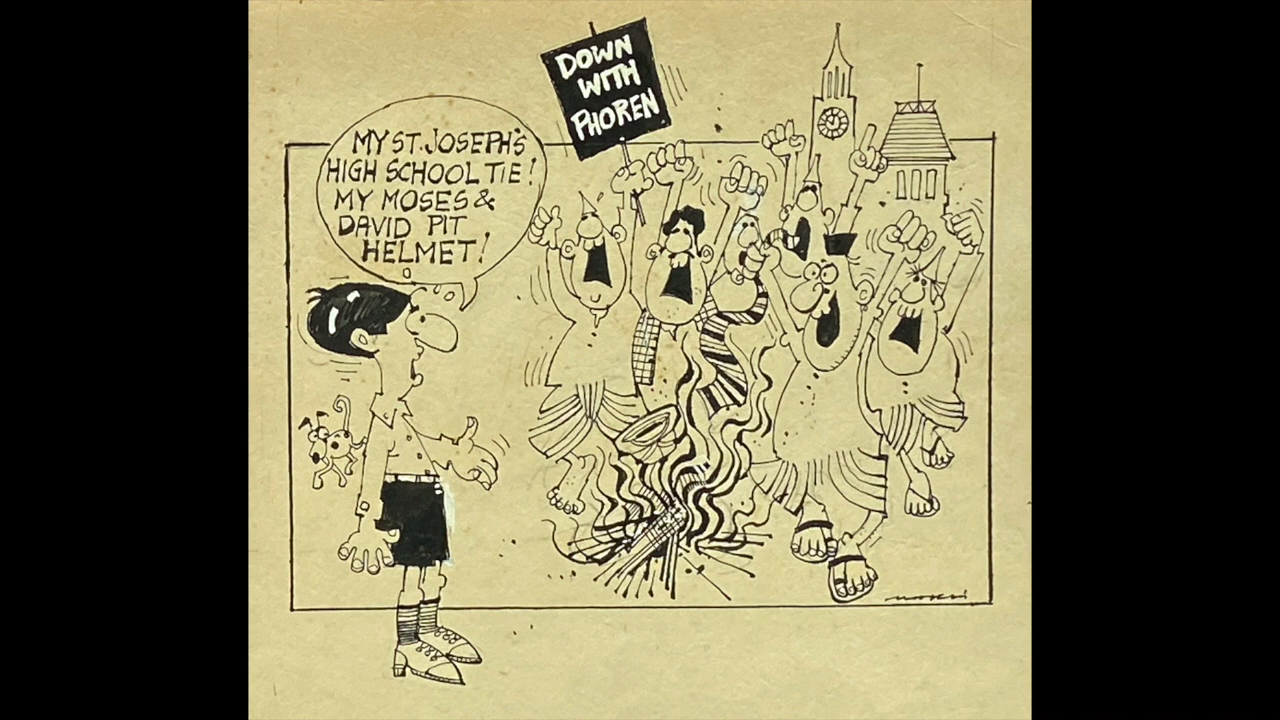 DOWN
WITH
PHOREN
MY ST. JOSEPH'S
HIGH SCHOOL TIE!
MY MOSES &
DAVID PIT
HELMET!